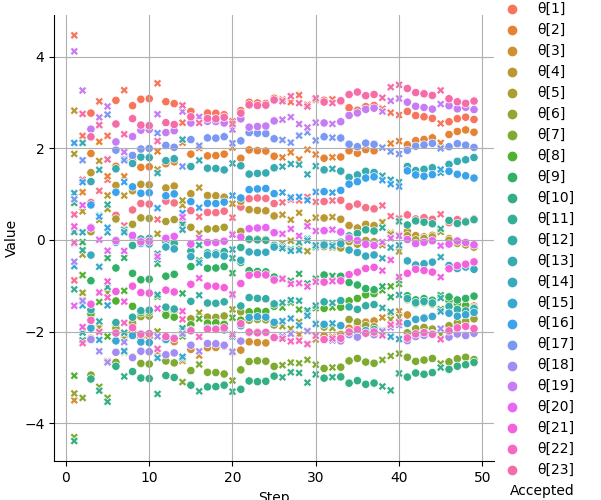 θ[1]
θ[2]
θ[3]
θ[4]
θ[5]
θ[6]
θ[7]
θ[8]
θ[9]
θ[10]
θ[11]
θ[12]
θ[13]
θ[14]
θ[15]
θ[16]
θ[17]
θ[18]
θ[19]
θ[20]
θ[21]
θ[22]
θ[23]
Accepted
4
2
0
−2
−4
Value
0 10 20 30 40 50
Step